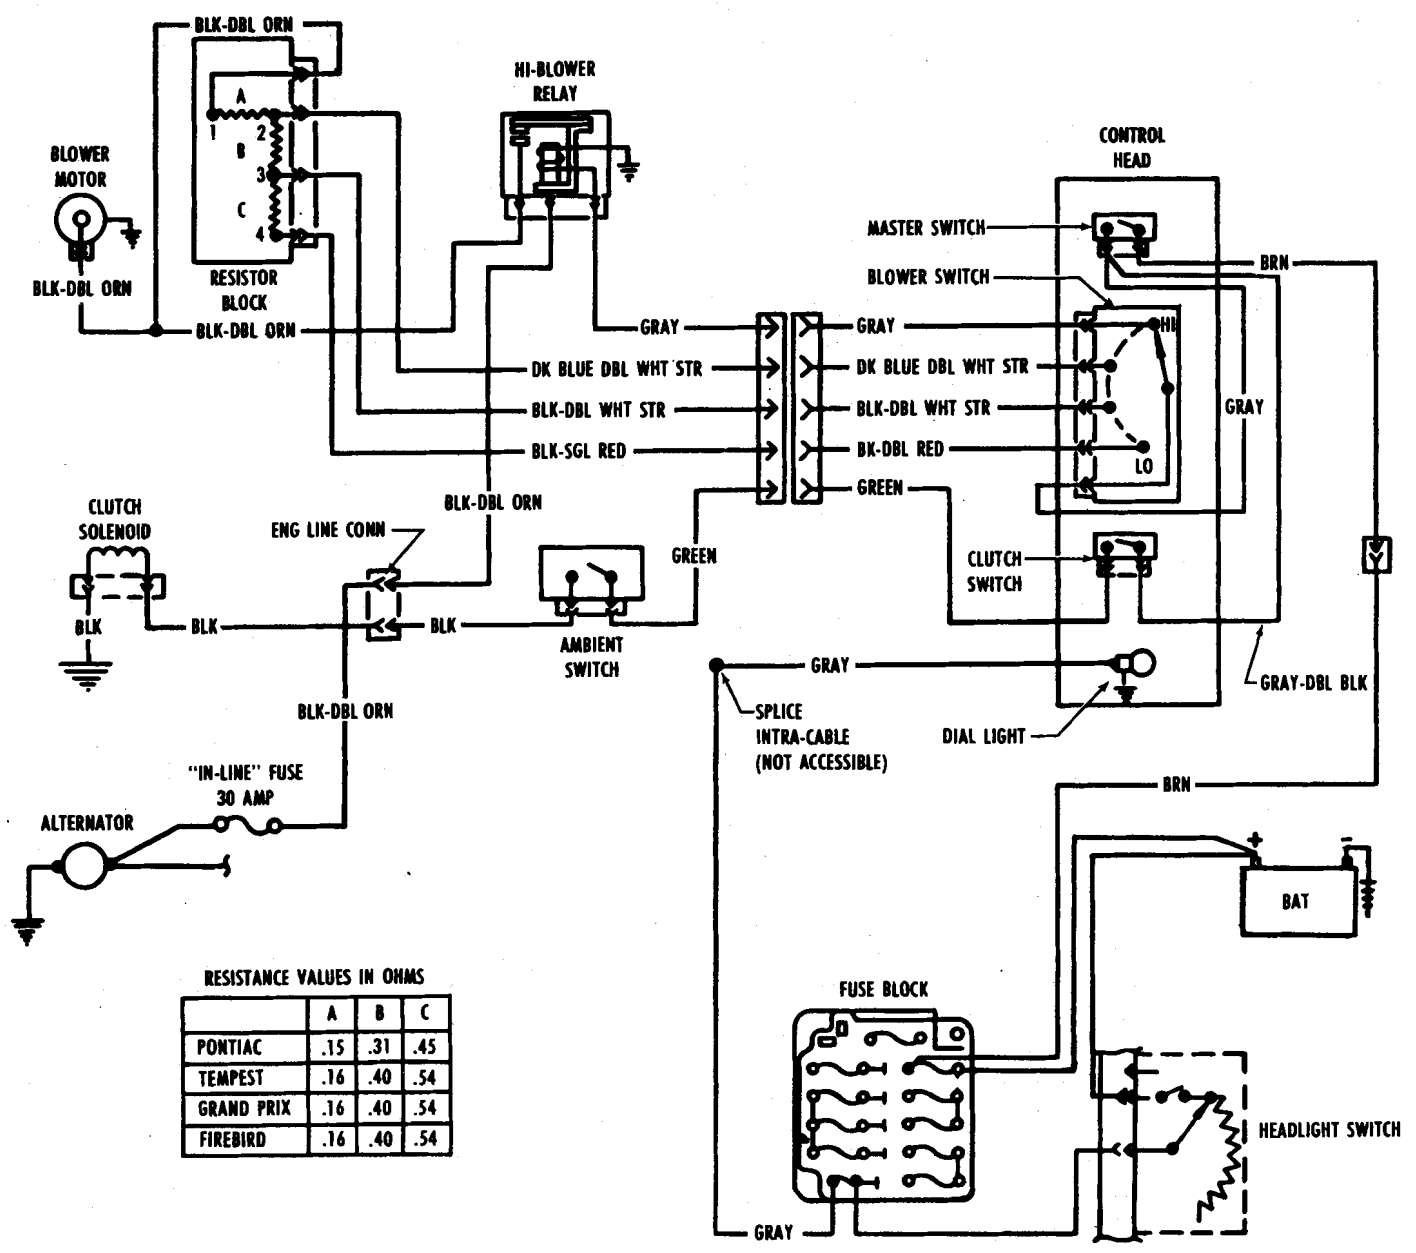 BLK-DBL ORN
HI-BLOWER
RELAY
CONTROL
HEAD
BLOWER
MOTOR
A
1
2
B
3
C
4
MASTER SWITCH
BRN
BLK-DBL ORN
RESISTOR
BLOCK
BLOWER SWITCH
BLK-DBL ORN
GRAY
GRAY
HI
DK BLUE DBL WHT STR
DK BLUE DBL WHT STR
BLK-DBL WHT STR
BLK-DBL WHT STR
GRAY
BLK-SGL RED
BK-DBL RED
LO
GREEN
BLK-DBL ORN
CLUTCH
SOLENOID
ENG LINE CONN
GREEN
CLUTCH
SWITCH
BLK
BLK
BLK
AMBIENT
SWITCH
GRAY
GRAY-DBL BLK
BLK-DBL ORN
SPLICE
INTRA-CABLE
(NOT ACCESSIBLE)
DIAL LIGHT
"IN-LINE" FUSE
30 AMP
BRN
ALTERNATOR
+ -
BAT
RESISTANCE VALUES IN OHMS
A B C
PONTIAC .15 .31 .45
TEMPEST .16 .40 .54
GRAND PRIX .16 .40 .54
FIREBIRD .16 .40 .54
FUSE BLOCK
HEADLIGHT SWITCH
GRAY